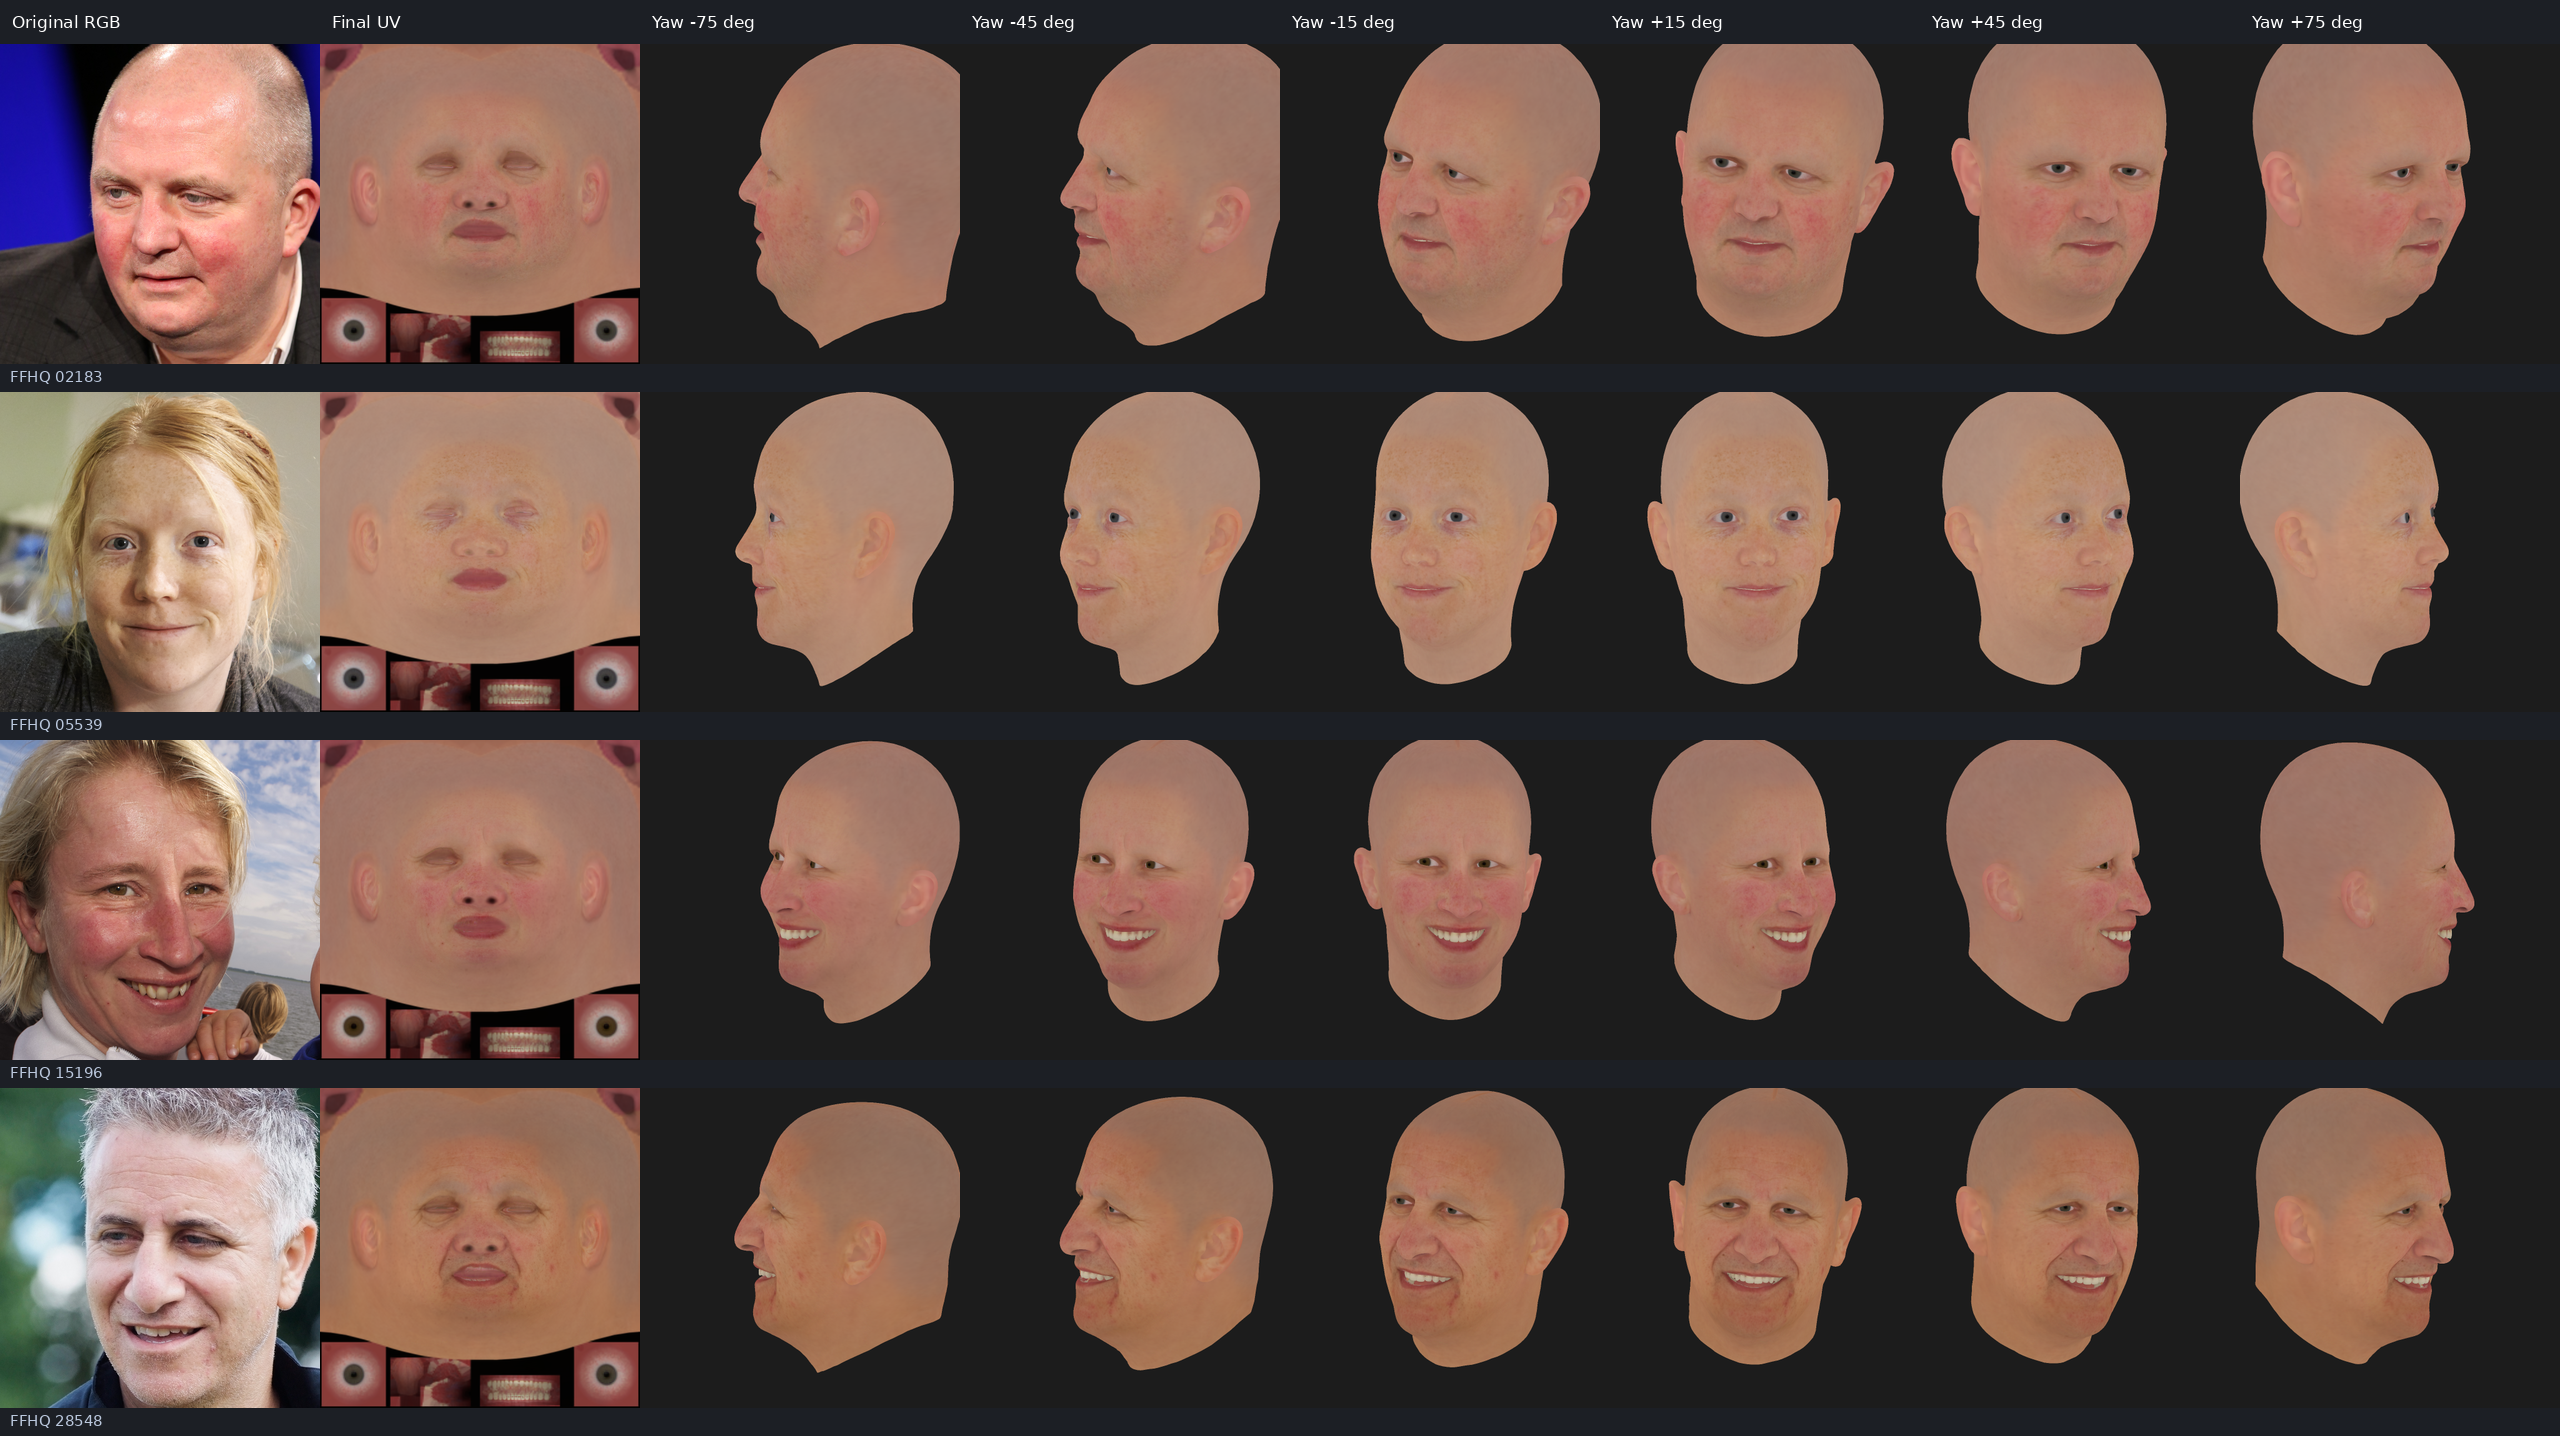 Original RGB
Final UV
Yaw -75 deg
Yaw -45 deg
Yaw -15 deg
Yaw +15 deg
Yaw +45 deg
Yaw +75 deg
FFHQ 02183
FFHQ 05539
FFHQ 15196
FFHQ 28548